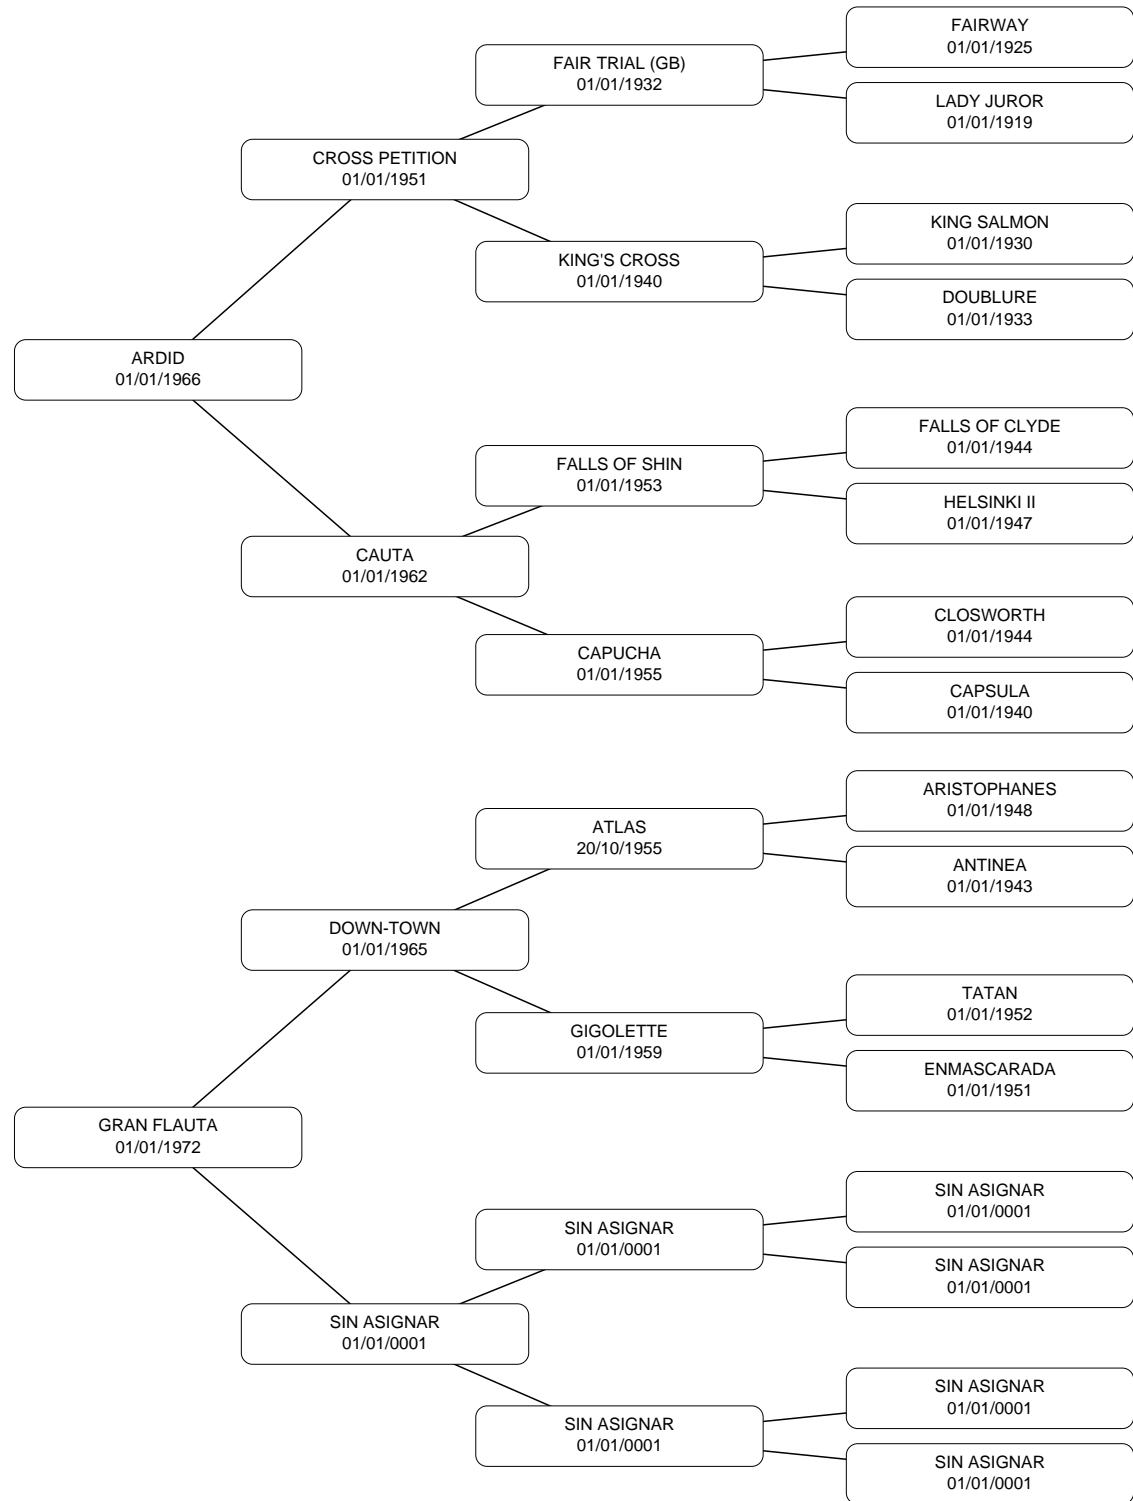 FAIRWAY
01/01/1925
FAIR TRIAL (GB)
01/01/1932
LADY JUROR
01/01/1919
CROSS PETITION
01/01/1951
KING SALMON
01/01/1930
KING'S CROSS
01/01/1940
DOUBLURE
01/01/1933
ARDID
01/01/1966
FALLS OF CLYDE
01/01/1944
FALLS OF SHIN
01/01/1953
HELSINKI II
01/01/1947
CAUTA
01/01/1962
CLOSWORTH
01/01/1944
CAPUCHA
01/01/1955
CAPSULA
01/01/1940
ARISTOPHANES
01/01/1948
ATLAS
20/10/1955
ANTINEA
01/01/1943
DOWN-TOWN
01/01/1965
TATAN
01/01/1952
GIGOLETTE
01/01/1959
ENMASCARADA
01/01/1951
GRAN FLAUTA
01/01/1972
SIN ASIGNAR
01/01/0001
SIN ASIGNAR
01/01/0001
SIN ASIGNAR
01/01/0001
SIN ASIGNAR
01/01/0001
SIN ASIGNAR
01/01/0001
SIN ASIGNAR
01/01/0001
SIN ASIGNAR
01/01/0001